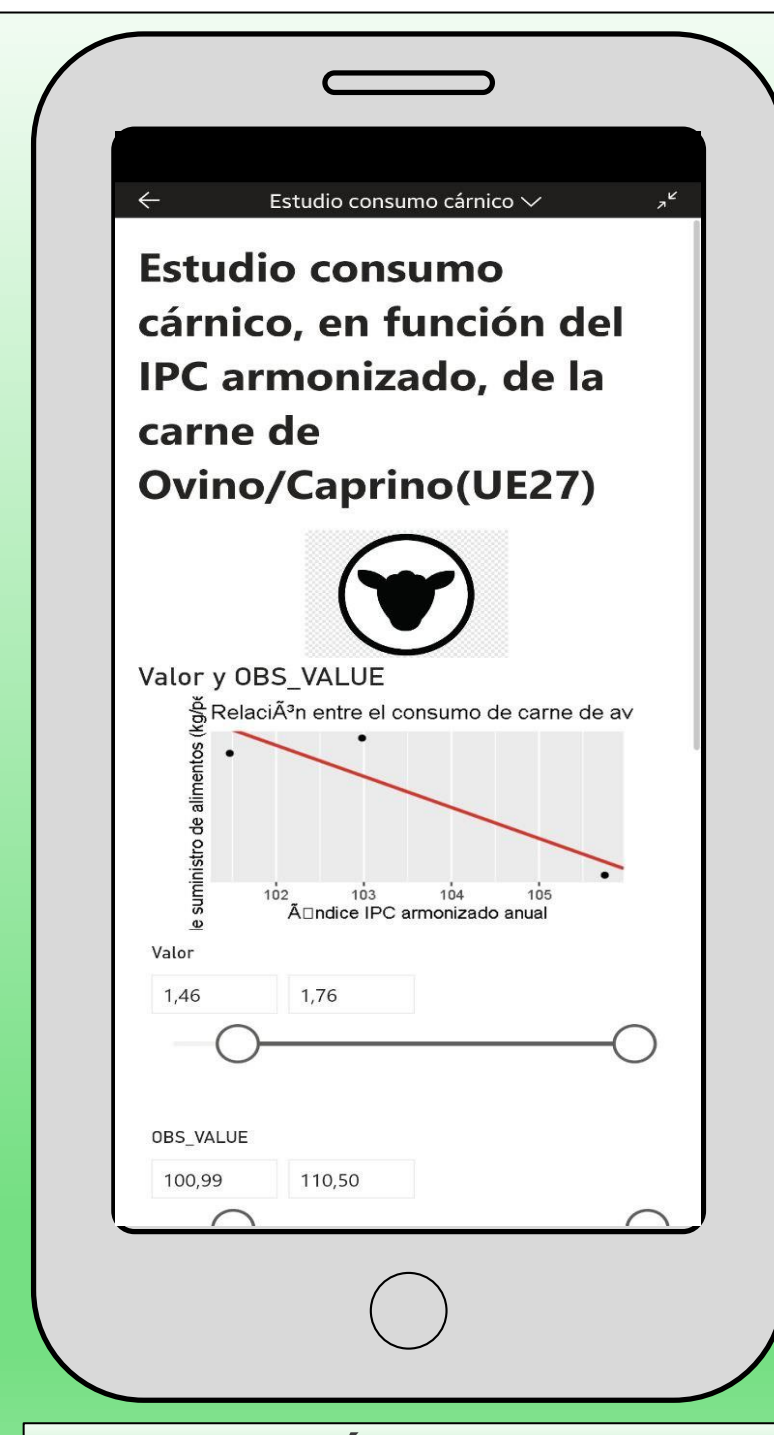 Estudio consumo cárnico
Estudio consumo
cárnico, en función del
IPC armonizado, de la
carne de
Ovino/Caprino(UE27)
Valor y OBS_VALUE
RelaciÃ³n entre el consumo de carne de av
le suministro de alimentos (kg/pe
102 103 104 105
Ã□ndice IPC armonizado anual
Valor
1,46 1,76
OBS_VALUE
100,99 110,50